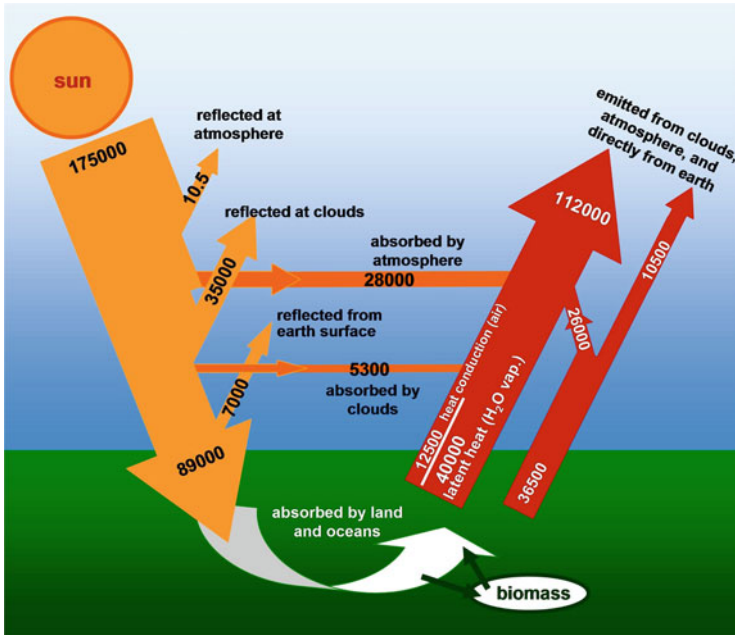 sun
175000
reflected at
atmosphere
10.5
reflected at clouds
35000
absorbed by
atmosphere
28000
reflected from
earth surface
7000
5300
absorbed by
clouds
89000
emitted from clouds,
atmosphere, and
directly from earth
112000
10500
26000
12500 heat conduction (air)
40000
latent heat (H₂O vap.)
36500
absorbed by land
and oceans
biomass